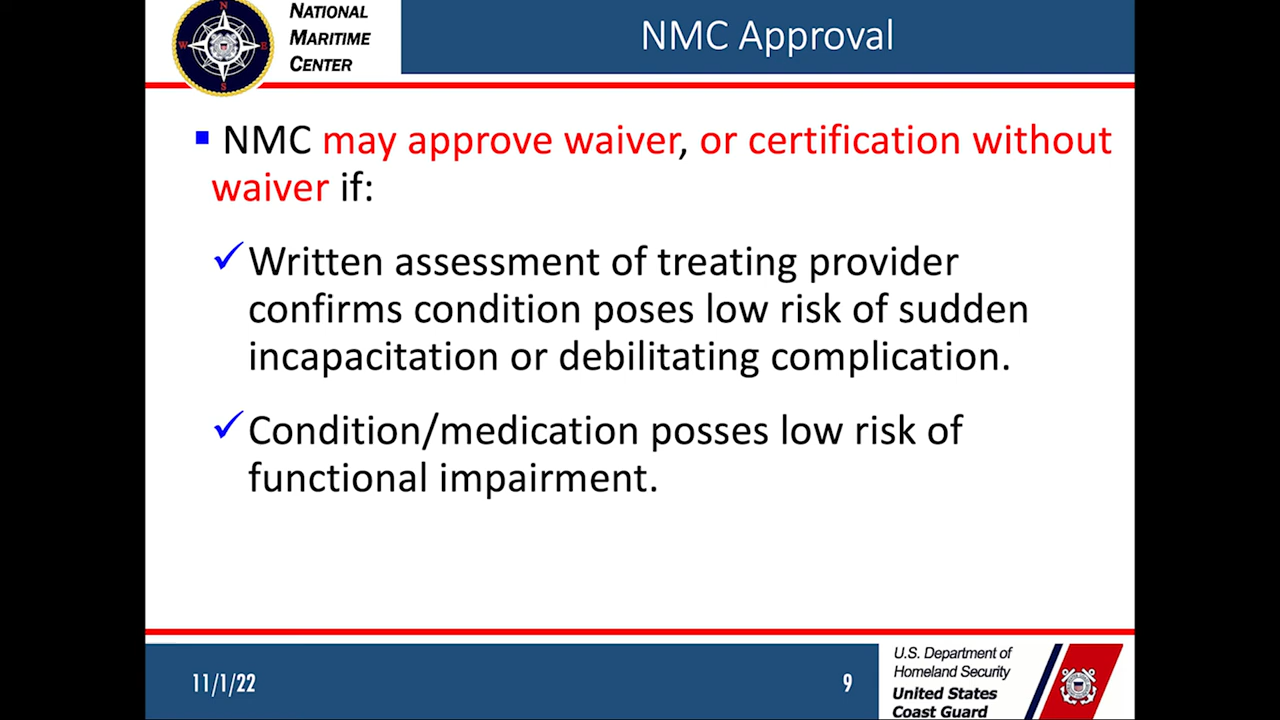 NATIONAL
MARITIME
CENTER
N
W
E
S
NMC Approval
▪ NMC may approve waiver, or certification without
waiver if:
✓ Written assessment of treating provider
confirms condition poses low risk of sudden
incapacitation or debilitating complication.
✓ Condition/medication posses low risk of
functional impairment.
11/1/22
9
U.S. Department of
Homeland Security
United States
Coast Guard